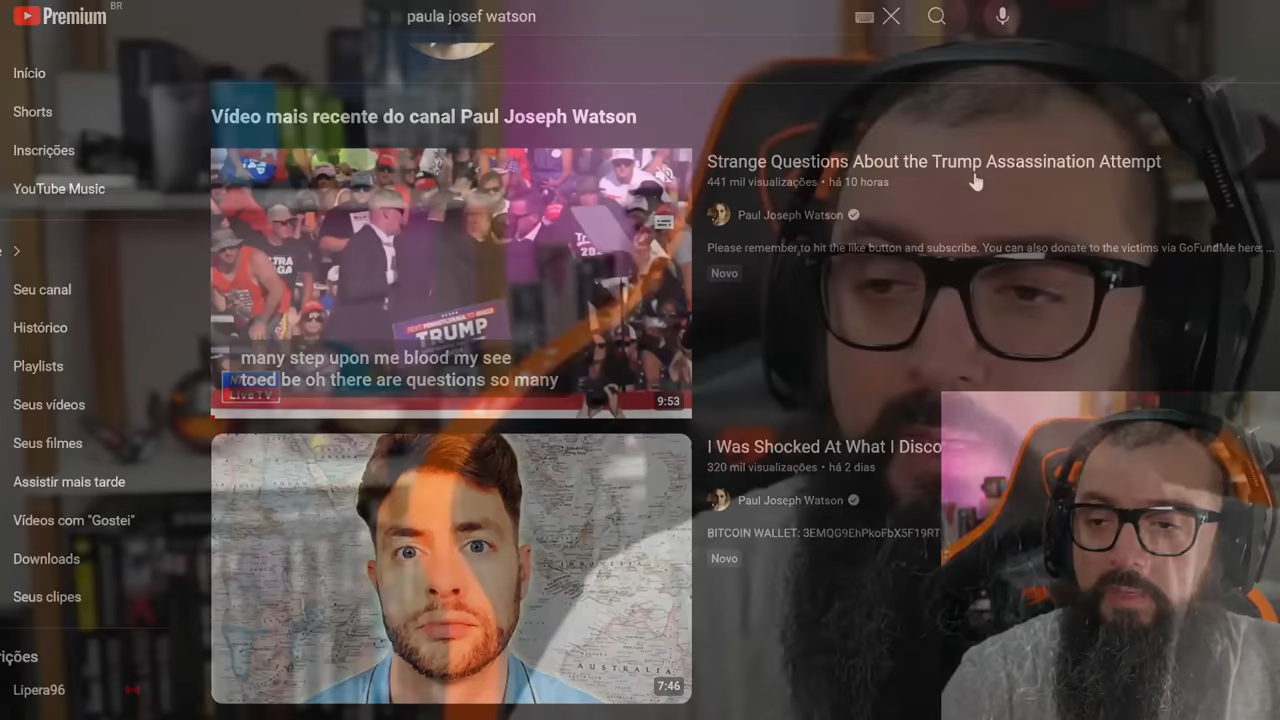 Premium BR
paula josef watson
Início
Shorts
Inscrições
YouTube Music
Seu canal
Histórico
Playlists
Seus vídeos
Seus filmes
Assistir mais tarde
Vídeos com "Gostei"
Downloads
Seus clipes
rições
Lipera96
Vídeo mais recente do canal Paul Joseph Watson
TRUMP
many step upon me blood my see
toed be oh there are questions so many
LIVE TV
9:53
Strange Questions About the Trump Assassination Attempt
441 mil visualizações • há 10 horas
Paul Joseph Watson
Please remember to hit the like button and subscribe. You can also donate to the victims via GoFundMe here: ...
Novo
AUSTRALIA
7:46
I Was Shocked At What I Disco
320 mil visualizações • há 2 dias
Paul Joseph Watson
BITCOIN WALLET: 3EMQG9EhPkoFbX5F19RT
Novo